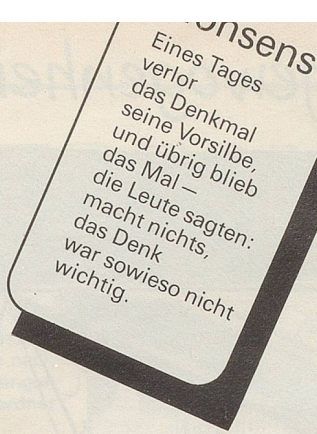 onsens
Eines Tages
verlor
das Denkmal
seine Vorsilbe,
und übrig blieb
das Mal –
die Leute sagten:
macht nichts,
das Denk
war sowieso nicht
wichtig.